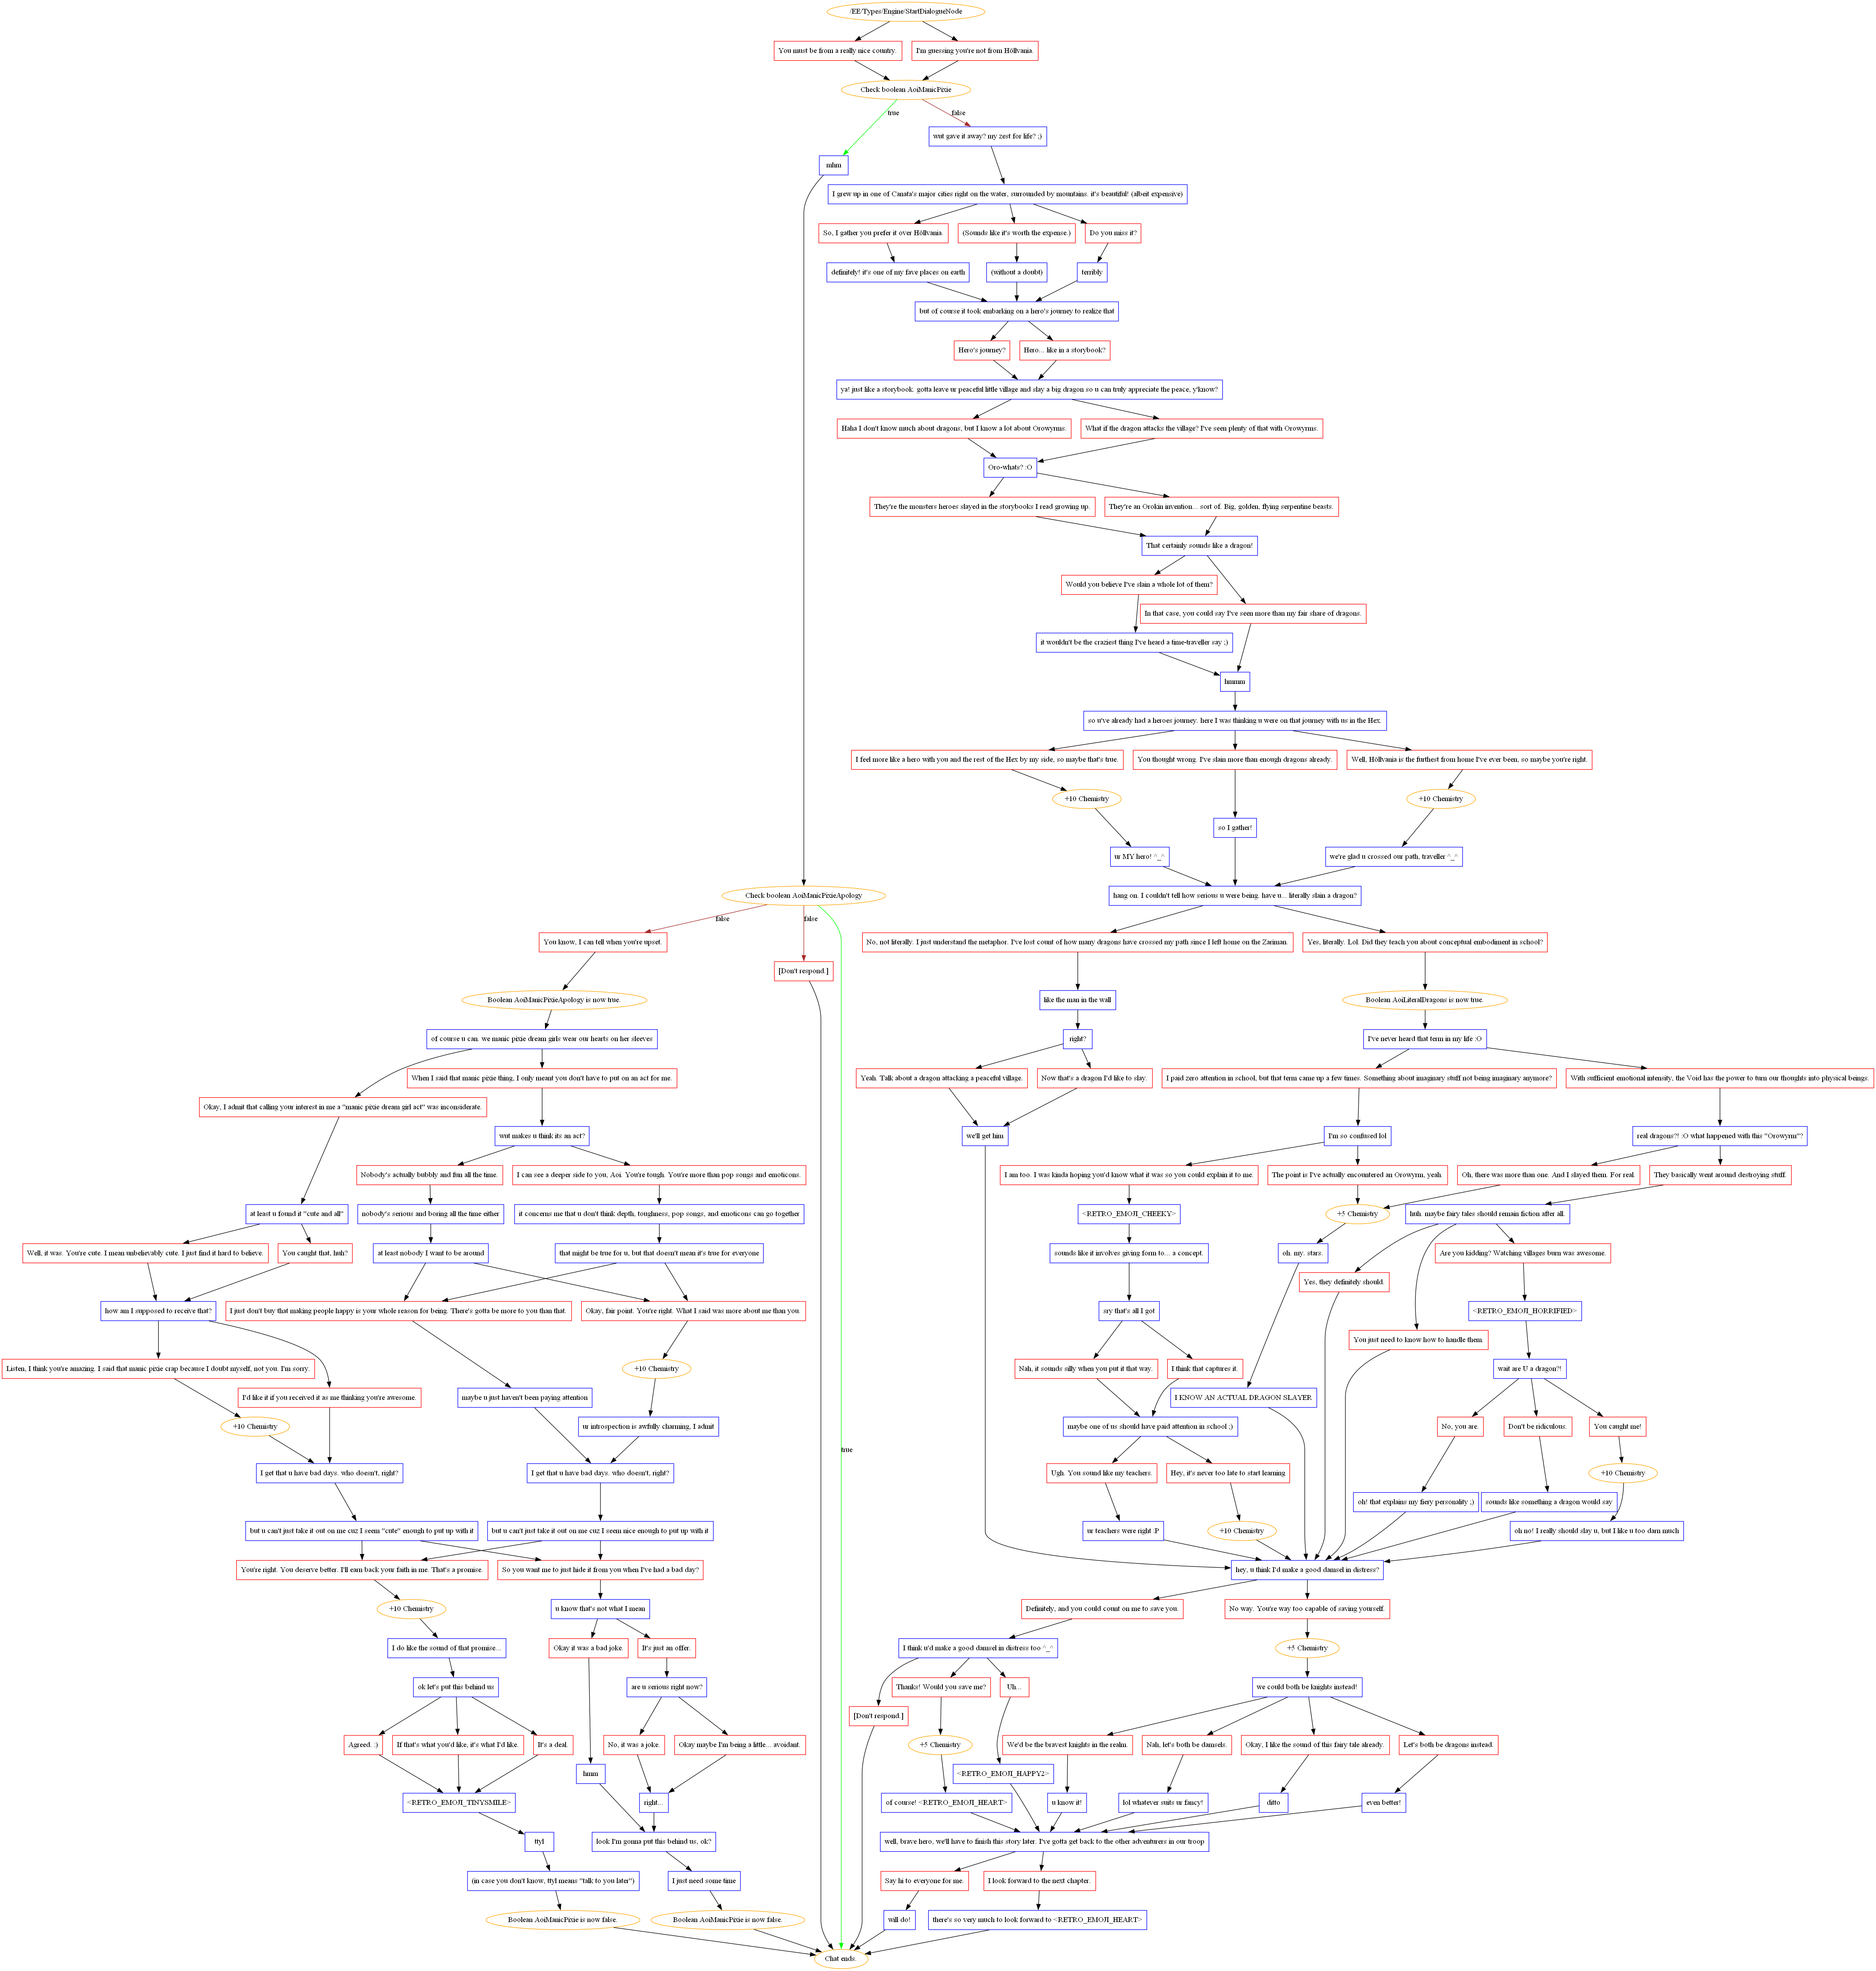 /EE/Types/Engine/StartDialogueNode
You must be from a really nice country.
I'm guessing you're not from Höllvania.
Check boolean AoiManicPixie
true
false
wut gave it away? my zest for life? ;)
mhm
I grew up in one of Canata's major cities right on the water, surrounded by mountains. it's beautiful! (albeit expensive)
So, I gather you prefer it over Höllvania.
(Sounds like it's worth the expense.)
Do you miss it?
definitely! it's one of my fave places on earth
(without a doubt)
terribly
but of course it took embarking on a hero's journey to realize that
Hero's journey?
Hero... like in a storybook?
ya! just like a storybook. gotta leave ur peaceful little village and slay a big dragon so u can truly appreciate the peace, y'know?
Haha I don't know much about dragons, but I know a lot about Orowyrms.
What if the dragon attacks the village? I've seen plenty of that with Orowyrms.
Oro-whats? :O
They're the monsters heroes slayed in the storybooks I read growing up.
They're an Orokin invention... sort of. Big, golden, flying serpentine beasts.
That certainly sounds like a dragon!
Would you believe I've slain a whole lot of them?
In that case, you could say I've seen more than my fair share of dragons.
it wouldn't be the craziest thing I've heard a time-traveller say ;)
hmmm
so u've already had a heroes journey. here I was thinking u were on that journey with us in the Hex.
I feel more like a hero with you and the rest of the Hex by my side, so maybe that's true.
You thought wrong. I've slain more than enough dragons already.
Well, Höllvania is the furthest from home I've ever been, so maybe you're right.
+10 Chemistry
+10 Chemistry
so I gather!
ur MY hero! ^_^
we're glad u crossed our path, traveller ^_^
Check boolean AoiManicPixieApology
hang on. I couldn't tell how serious u were being. have u... literally slain a dragon?
false
false
You know, I can tell when you're upset.
No, not literally. I just understand the metaphor. I've lost count of how many dragons have crossed my path since I left home on the Zariman.
Yes, literally. Lol. Did they teach you about conceptual embodiment in school?
[Don't respond.]
Boolean AoiManicPixieApology is now true.
like the man in the wall
Boolean AoiLiteralDragons is now true.
of course u can. we manic pixie dream girls wear our hearts on her sleeves
right?
I've never heard that term in my life :O
When I said that manic pixie thing, I only meant you don't have to put on an act for me.
Yeah. Talk about a dragon attacking a peaceful village.
Now that's a dragon I'd like to slay.
I paid zero attention in school, but that term came up a few times. Something about imaginary stuff not being imaginary anymore?
With sufficient emotional intensity, the Void has the power to turn our thoughts into physical beings.
Okay, I admit that calling your interest in me a "manic pixie dream girl act" was inconsiderate.
wut makes u think its an act?
we'll get him
I'm so confused lol
real dragons?! :O what happened with this "Orowyrm"?
Nobody's actually bubbly and fun all the time.
I can see a deeper side to you, Aoi. You're tough. You're more than pop songs and emoticons.
I am too. I was kinda hoping you'd know what it was so you could explain it to me.
The point is I've actually encountered an Orowyrm, yeah.
Oh, there was more than one. And I slayed them. For real.
They basically went around destroying stuff.
at least u found it "cute and all"
nobody's serious and boring all the time either
it concerns me that u don't think depth, toughness, pop songs, and emoticons can go together
<RETRO_EMOJI_CHEEKY>
+5 Chemistry
huh. maybe fairy tales should remain fiction after all.
Well, it was. You're cute. I mean unbelievably cute. I just find it hard to believe.
You caught that, huh?
at least nobody I want to be around
that might be true for u, but that doesn't mean it's true for everyone
sounds like it involves giving form to... a concept.
oh. my. stars.
Are you kidding? Watching villages burn was awesome.
Yes, they definitely should.
how am I supposed to receive that?
I just don't buy that making people happy is your whole reason for being. There's gotta be more to you than that.
Okay, fair point. You're right. What I said was more about me than you.
sry that's all I got
<RETRO_EMOJI_HORRIFIED>
You just need to know how to handle them.
Listen, I think you're amazing. I said that manic pixie crap because I doubt myself, not you. I'm sorry.
+10 Chemistry
Nah, it sounds silly when you put it that way.
I think that captures it.
wait are U a dragon?!
I'd like it if you received it as me thinking you're awesome.
maybe u just haven't been paying attention
I KNOW AN ACTUAL DRAGON SLAYER
+10 Chemistry
ur introspection is awfully charming, I admit
maybe one of us should have paid attention in school ;)
No, you are.
Don't be ridiculous.
You caught me!
true
I get that u have bad days. who doesn't, right?
I get that u have bad days. who doesn't, right?
Ugh. You sound like my teachers.
Hey, it's never too late to start learning
+10 Chemistry
oh! that explains my fiery personality ;)
sounds like something a dragon would say
but u can't just take it out on me cuz I seem "cute" enough to put up with it
but u can't just take it out on me cuz I seem nice enough to put up with it
ur teachers were right :P
+10 Chemistry
oh no! I really should slay u, but I like u too darn much
You're right. You deserve better. I'll earn back your faith in me. That's a promise.
So you want me to just hide it from you when I've had a bad day?
hey, u think I'd make a good damsel in distress?
+10 Chemistry
u know that's not what I mean
Definitely, and you could count on me to save you.
No way. You're way too capable of saving yourself.
I do like the sound of that promise...
Okay it was a bad joke.
It's just an offer.
I think u'd make a good damsel in distress too ^_^
+5 Chemistry
ok let's put this behind us
are u serious right now?
Thanks! Would you save me?
Uh...
we could both be knights instead!
[Don't respond.]
Agreed. :)
If that's what you'd like, it's what I'd like.
It's a deal.
No, it was a joke.
Okay maybe I'm being a little... avoidant.
+5 Chemistry
We'd be the bravest knights in the realm.
Nah, let's both be damsels.
Okay, I like the sound of this fairy tale already.
Let's both be dragons instead.
hmm
<RETRO_EMOJI_HAPPY2>
<RETRO_EMOJI_TINYSMILE>
right...
of course! <RETRO_EMOJI_HEART>
u know it!
lol whatever suits ur fancy!
ditto
even better!
ttyl
look I'm gonna put this behind us, ok?
well, brave hero, we'll have to finish this story later. I've gotta get back to the other adventurers in our troop
(in case you don't know, ttyl means "talk to you later")
I just need some time
Say hi to everyone for me.
I look forward to the next chapter.
Boolean AoiManicPixie is now false.
Boolean AoiManicPixie is now false.
will do!
there's so very much to look forward to <RETRO_EMOJI_HEART>
Chat ends.